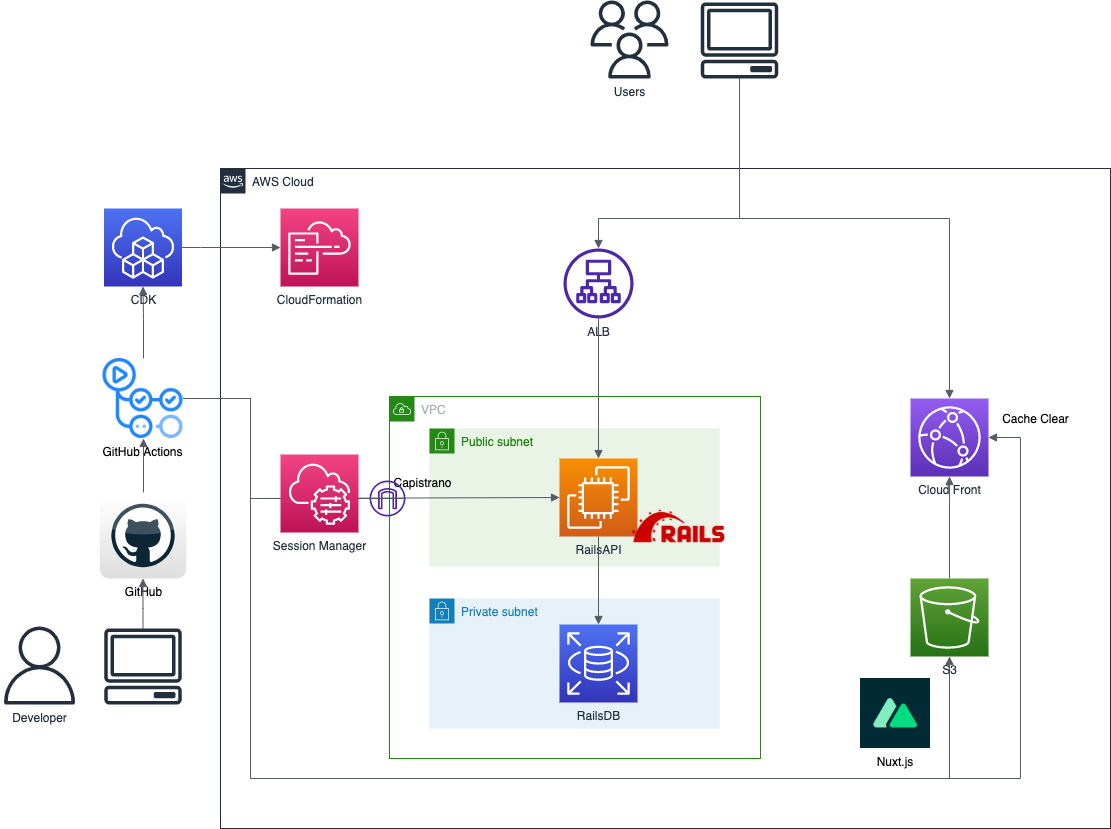 Users
aws
AWS Cloud
CDK
CloudFormation
ALB
GitHub Actions
VPC
Public subnet
Cache Clear
Capistrano
Cloud Front
Session Manager
RAILS
RailsAPI
GitHub
Private subnet
S3
Developer
RailsDB
Nuxt.js